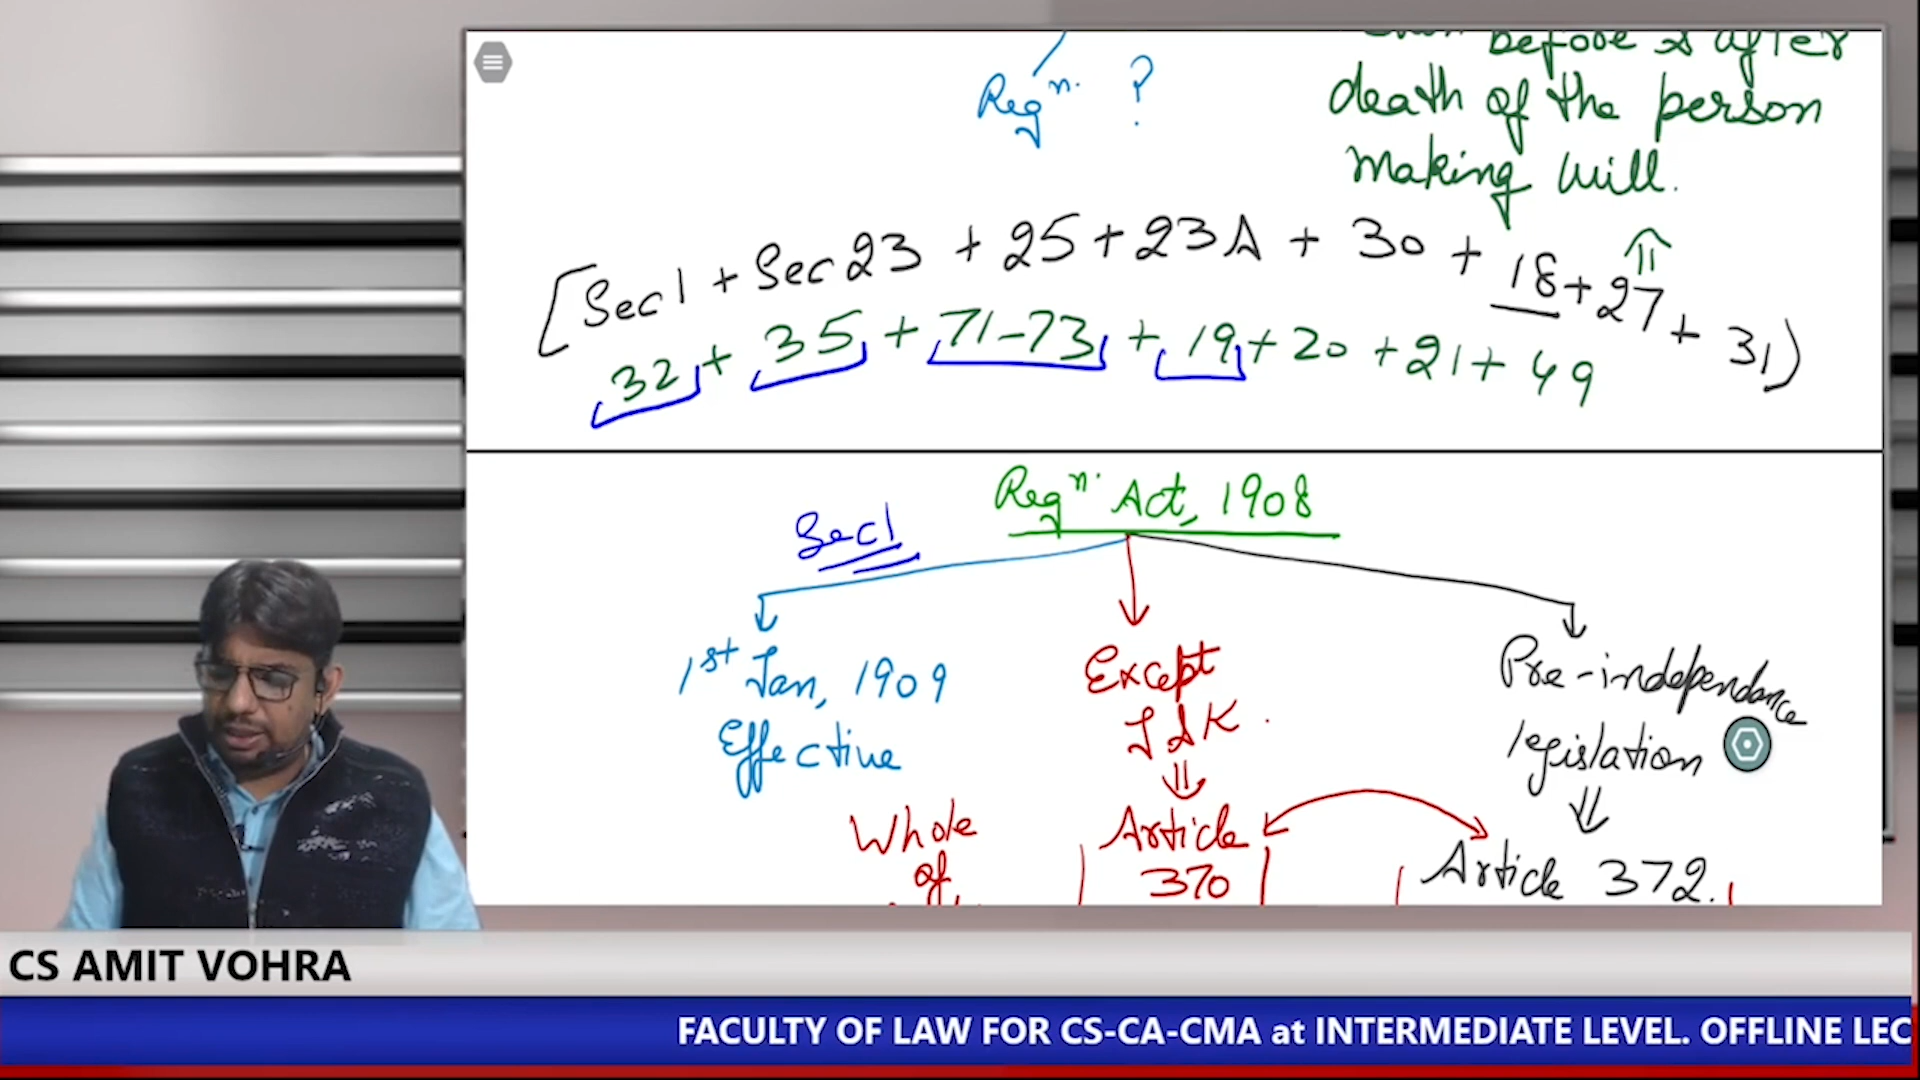 before & after
death of the person
making will.
Regn. ?
[Sec 1 + Sec 23 + 25 + 23A + 30 + 18 + 27 + 31)
32 + 35 + 71-73 + 19 + 20 + 21 + 49
Regn. Act, 1908
Sec 1
1st Jan, 1909
Effective
Except
J&K.
Pre-independance
legislation
Whole
of
Article
370
Article 372.
CS AMIT VOHRA
FACULTY OF LAW FOR CS-CA-CMA at INTERMEDIATE LEVEL. OFFLINE LEC